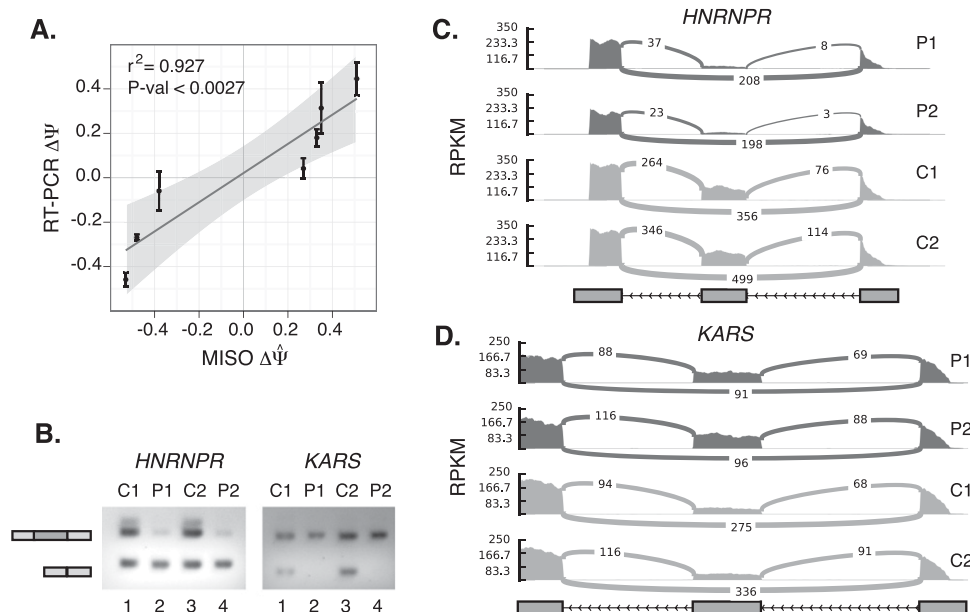 A.
r²= 0.927
P-val < 0.0027
RT-PCR ΔΨ
0.4
0.2
0.0
-0.2
-0.4
-0.4 -0.2 0.0 0.2 0.4
MISO ΔΨ̂
B.
HNRNPR KARS
C1 P1 C2 P2 C1 P1 C2 P2
1 2 3 4 1 2 3 4
C.
HNRNPR
RPKM
350
233.3
116.7
37
8
208
P1
350
233.3
116.7
23
3
198
P2
350
233.3
116.7
264
76
356
C1
350
233.3
116.7
346
114
499
C2
D.
KARS
RPKM
250
166.7
83.3
88
69
91
P1
250
166,7
83.3
116
88
96
P2
250
166.7
83.3
94
68
275
C1
250
166.7
83.3
116
91
336
C2